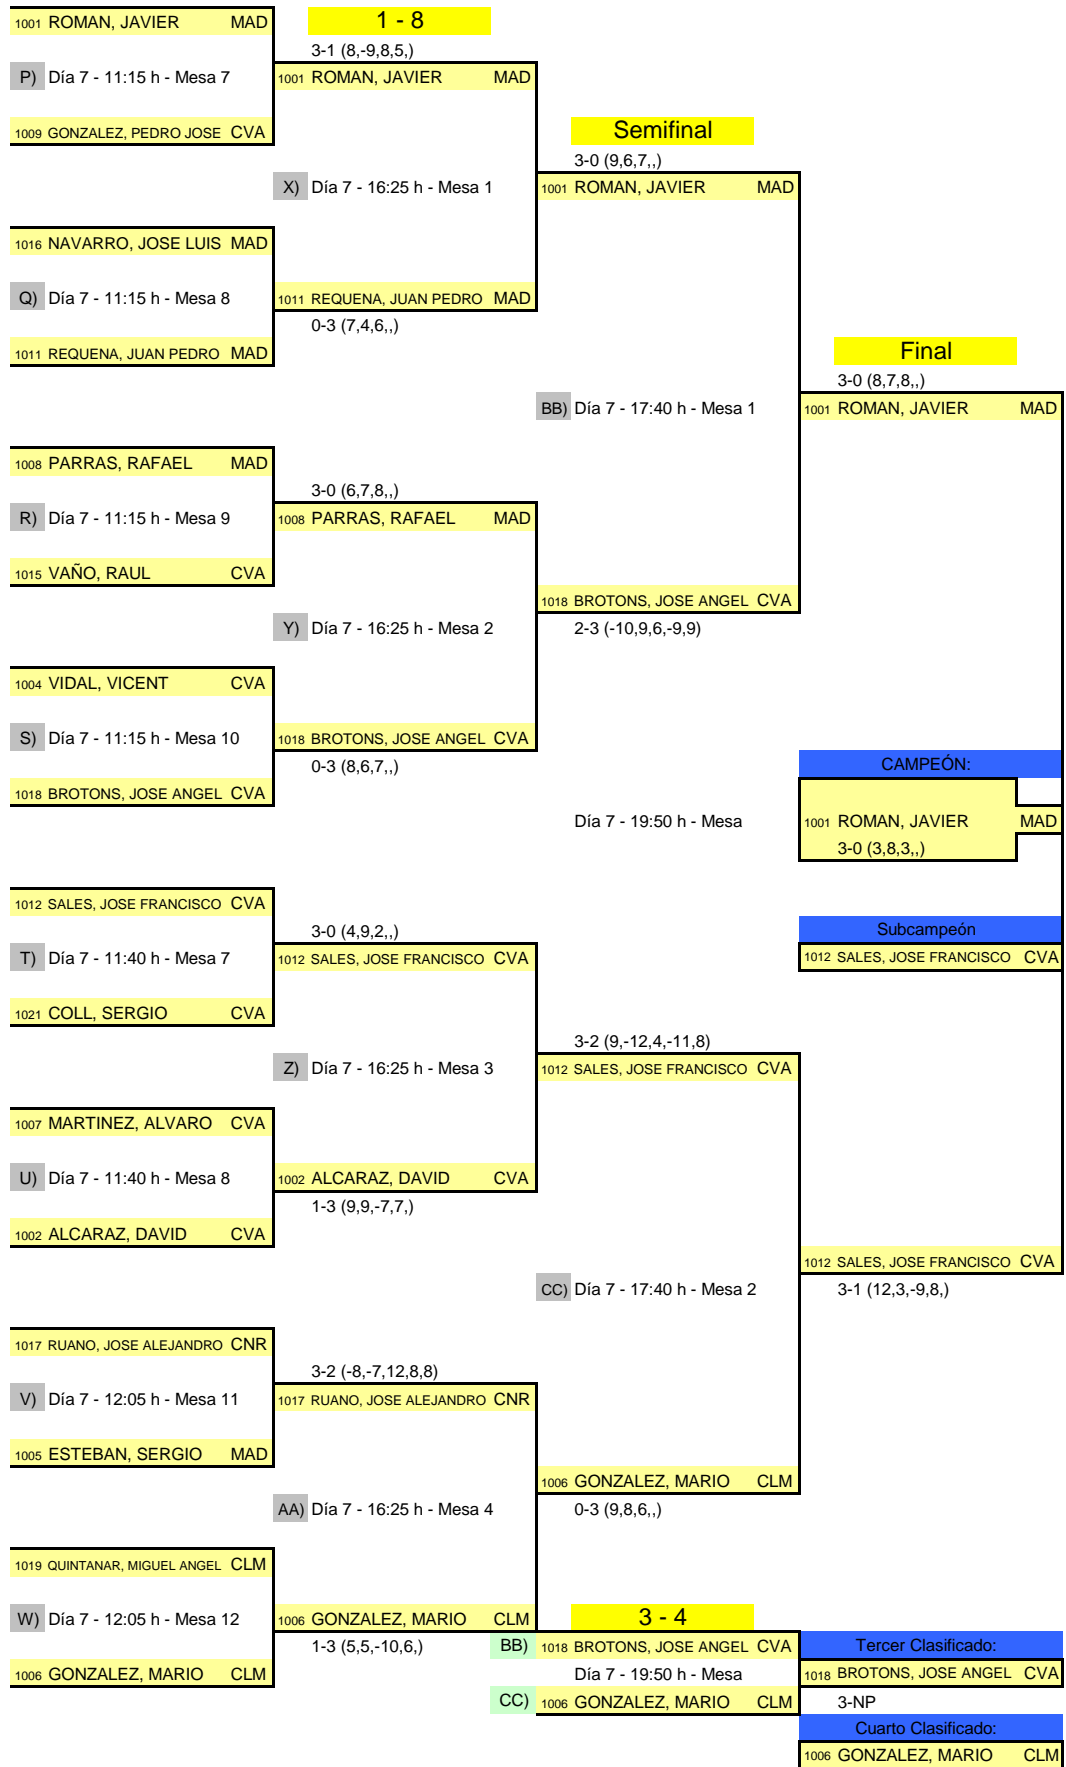 1001 ROMAN, JAVIER MAD
1 - 8
3-1 (8,-9,8,5,)
P) Día 7 - 11:15 h - Mesa 7
1001 ROMAN, JAVIER MAD
1009 GONZALEZ, PEDRO JOSE CVA
Semifinal
3-0 (9,6,7,,)
X) Día 7 - 16:25 h - Mesa 1
1001 ROMAN, JAVIER MAD
1016 NAVARRO, JOSE LUIS MAD
Q) Día 7 - 11:15 h - Mesa 8
1011 REQUENA, JUAN PEDRO MAD
0-3 (7,4,6,,)
1011 REQUENA, JUAN PEDRO MAD
Final
3-0 (8,7,8,,)
BB) Día 7 - 17:40 h - Mesa 1
1001 ROMAN, JAVIER MAD
1008 PARRAS, RAFAEL MAD
3-0 (6,7,8,,)
R) Día 7 - 11:15 h - Mesa 9
1008 PARRAS, RAFAEL MAD
1015 VAÑO, RAUL CVA
1018 BROTONS, JOSE ANGEL CVA
Y) Día 7 - 16:25 h - Mesa 2
2-3 (-10,9,6,-9,9)
1004 VIDAL, VICENT CVA
S) Día 7 - 11:15 h - Mesa 10
1018 BROTONS, JOSE ANGEL CVA
0-3 (8,6,7,,)
CAMPEÓN:
1018 BROTONS, JOSE ANGEL CVA
Día 7 - 19:50 h - Mesa
1001 ROMAN, JAVIER MAD
3-0 (3,8,3,,)
1012 SALES, JOSE FRANCISCO CVA
3-0 (4,9,2,,)
Subcampeón
T) Día 7 - 11:40 h - Mesa 7
1012 SALES, JOSE FRANCISCO CVA
1012 SALES, JOSE FRANCISCO CVA
1021 COLL, SERGIO CVA
3-2 (9,-12,4,-11,8)
Z) Día 7 - 16:25 h - Mesa 3
1012 SALES, JOSE FRANCISCO CVA
1007 MARTINEZ, ALVARO CVA
U) Día 7 - 11:40 h - Mesa 8
1002 ALCARAZ, DAVID CVA
1-3 (9,9,-7,7,)
1002 ALCARAZ, DAVID CVA
1012 SALES, JOSE FRANCISCO CVA
CC) Día 7 - 17:40 h - Mesa 2
3-1 (12,3,-9,8,)
1017 RUANO, JOSE ALEJANDRO CNR
3-2 (-8,-7,12,8,8)
V) Día 7 - 12:05 h - Mesa 11
1017 RUANO, JOSE ALEJANDRO CNR
1005 ESTEBAN, SERGIO MAD
1006 GONZALEZ, MARIO CLM
AA) Día 7 - 16:25 h - Mesa 4
0-3 (9,8,6,,)
1019 QUINTANAR, MIGUEL ANGEL CLM
W) Día 7 - 12:05 h - Mesa 12
1006 GONZALEZ, MARIO CLM
3 - 4
1-3 (5,5,-10,6,)
BB) 1018 BROTONS, JOSE ANGEL CVA
Tercer Clasificado:
1006 GONZALEZ, MARIO CLM
Día 7 - 19:50 h - Mesa
1018 BROTONS, JOSE ANGEL CVA
CC) 1006 GONZALEZ, MARIO CLM
3-NP
Cuarto Clasificado:
1006 GONZALEZ, MARIO CLM